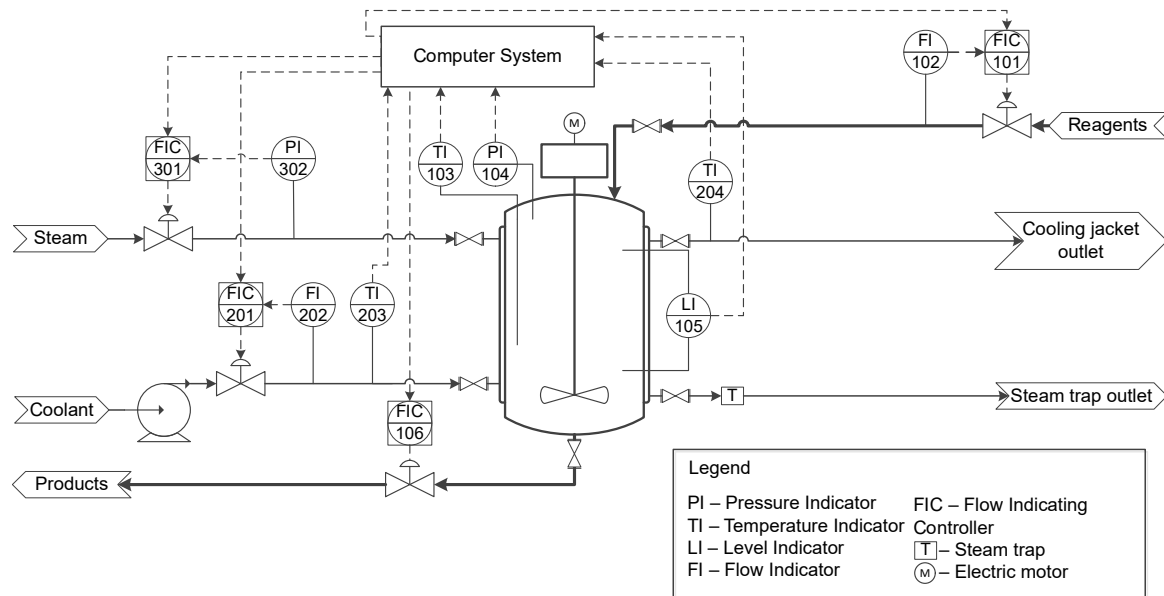 Computer System
FI
102
FIC
101
Reagents
M
FIC
301
PI
302
TI
103
PI
104
TI
204
Steam
Cooling jacket
outlet
FIC
201
FI
202
TI
203
LI
105
Coolant
FIC
106
T
Steam trap outlet
Products
Legend
PI – Pressure Indicator
TI – Temperature Indicator
LI – Level Indicator
FI – Flow Indicator
FIC – Flow Indicating
Controller
T – Steam trap
M – Electric motor